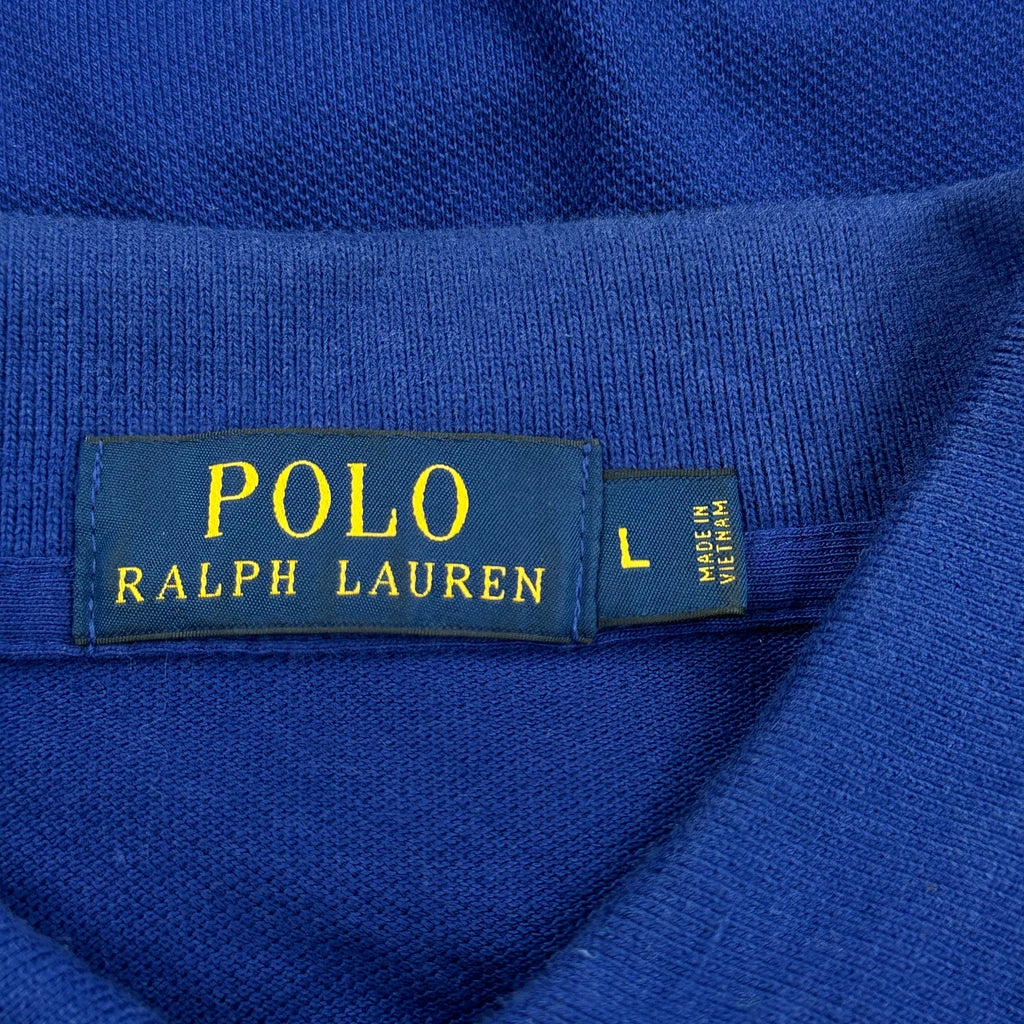 POLO
RALPH LAUREN
L
MADE IN
VIETNAM